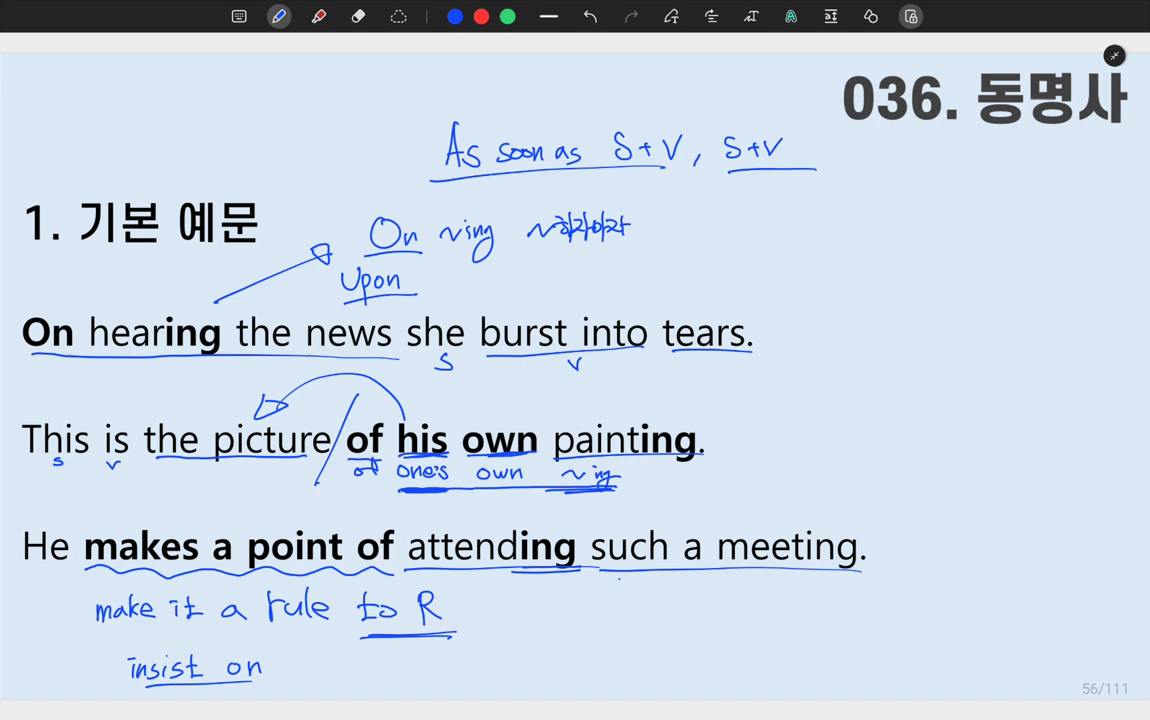 036. 동명사
As soon as S+V, S+V
1. 기본 예문
On ~ing ~하자마자
Upon
On hearing the news she burst into tears.
S V
This is the picture of his own painting.
S V of one's own ~ing
He makes a point of attending such a meeting.
make it a rule to R
insist on
56/111